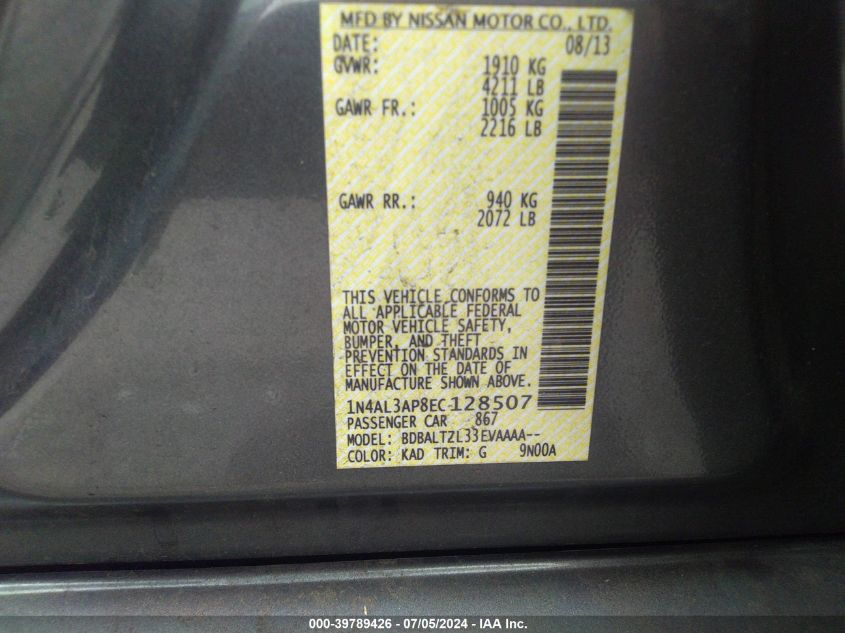 MFD BY NISSAN MOTOR CO., LTD.
DATE: 08/13
GVWR: 1910 KG
4211 LB
GAWR FR.: 1005 KG
2216 LB
GAWR RR.: 940 KG
2072 LB
THIS VEHICLE CONFORMS TO
ALL APPLICABLE FEDERAL
MOTOR VEHICLE SAFETY,
BUMPER, AND THEFT
PREVENTION STANDARDS IN
EFFECT ON THE DATE OF
MANUFACTURE SHOWN ABOVE.
1N4AL3AP8EC128507
PASSENGER CAR 867
MODEL: BDBALTZL33EVAAAA--
COLOR: KAD TRIM: G 9N00A
000-39789426 - 07/05/2024 - IAA Inc.